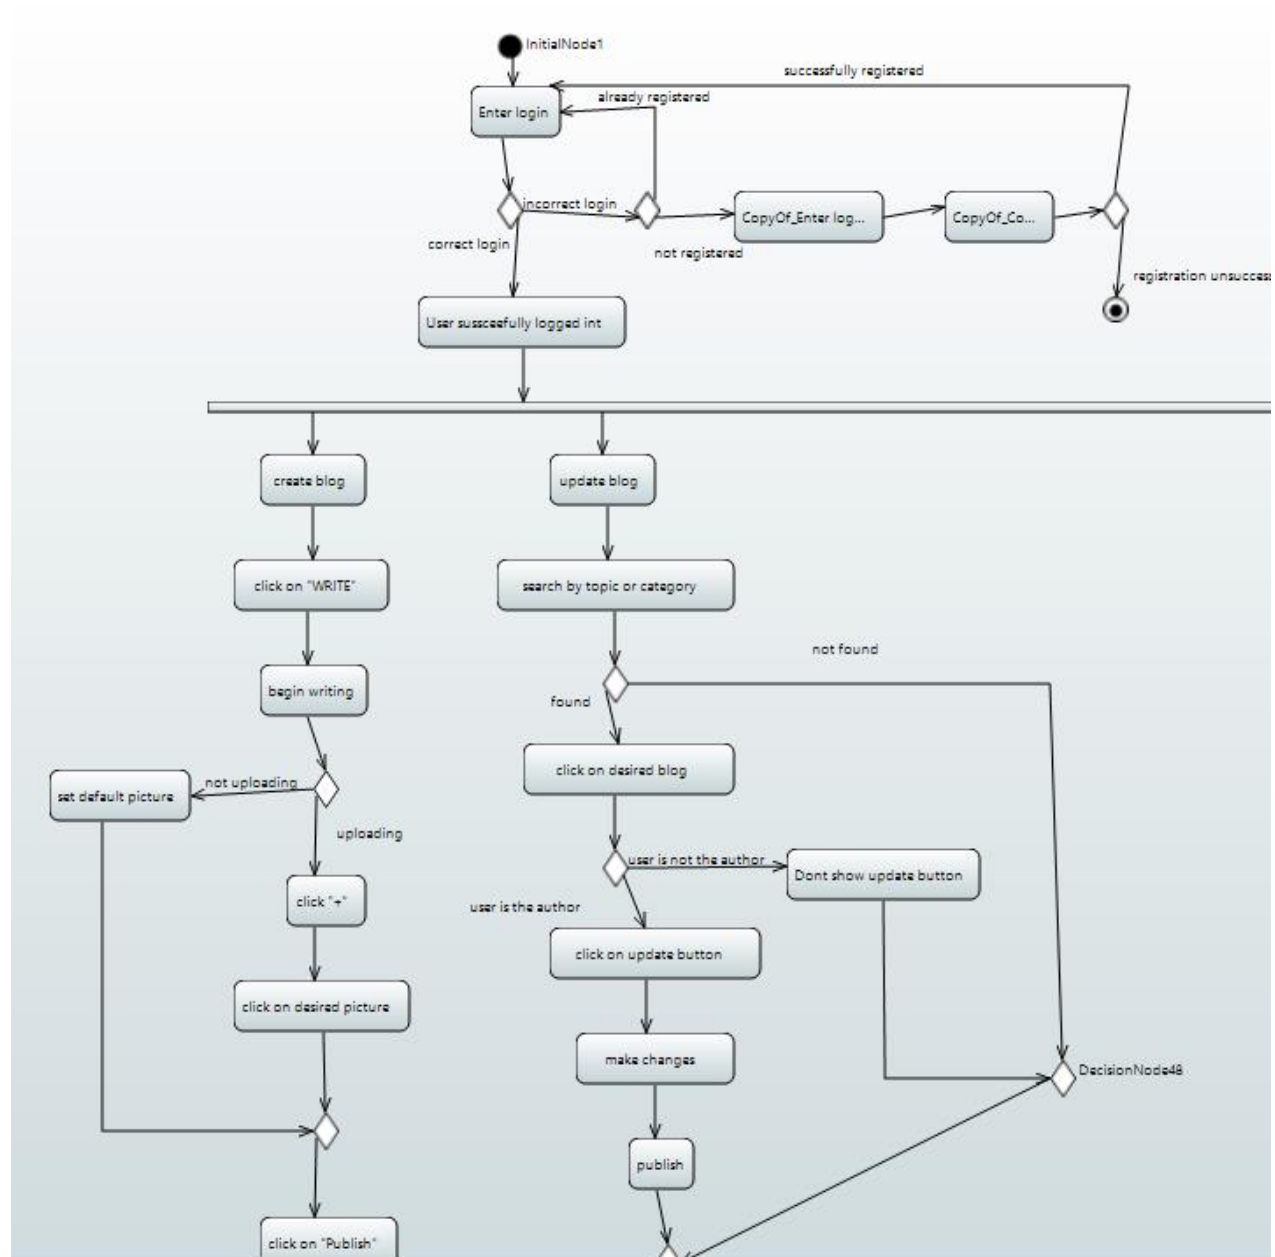 InitialNode1
successfully registered
already registered
Enter login
incorrect login
CopyOf_Enter log...
CopyOf_Co...
correct login
not registered
registration unsuccess
User susscefully logged int
create blog
update blog
click on "WRITE"
search by topic or category
not found
begin writing
found
click on desired blog
not uploading
set default picture
uploading
user is not the author
Dont show update button
click "+"
user is the author
click on update button
click on desired picture
make changes
DecisionNode48
publish
click on "Publish"